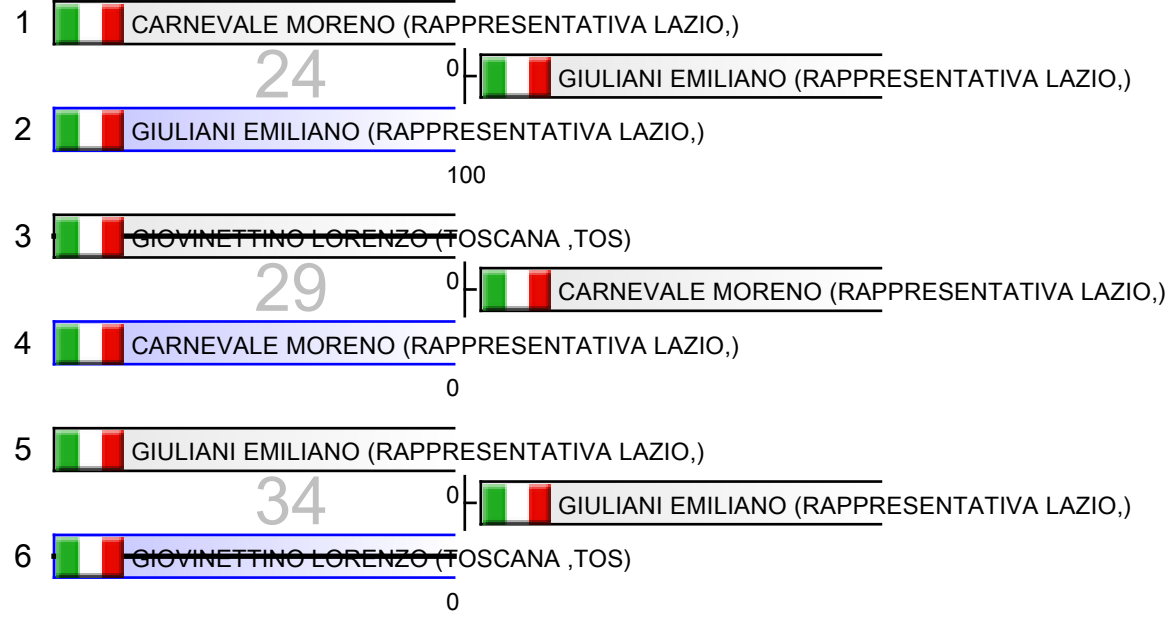 1 CARNEVALE MORENO (RAPPRESENTATIVA LAZIO,)
24 0 GIULIANI EMILIANO (RAPPRESENTATIVA LAZIO,)
2 GIULIANI EMILIANO (RAPPRESENTATIVA LAZIO,)
100
3 GIOVINETTINO LORENZO (TOSCANA ,TOS)
29 0 CARNEVALE MORENO (RAPPRESENTATIVA LAZIO,)
4 CARNEVALE MORENO (RAPPRESENTATIVA LAZIO,)
0
5 GIULIANI EMILIANO (RAPPRESENTATIVA LAZIO,)
34 0 GIULIANI EMILIANO (RAPPRESENTATIVA LAZIO,)
6 GIOVINETTINO LORENZO (TOSCANA ,TOS)
0